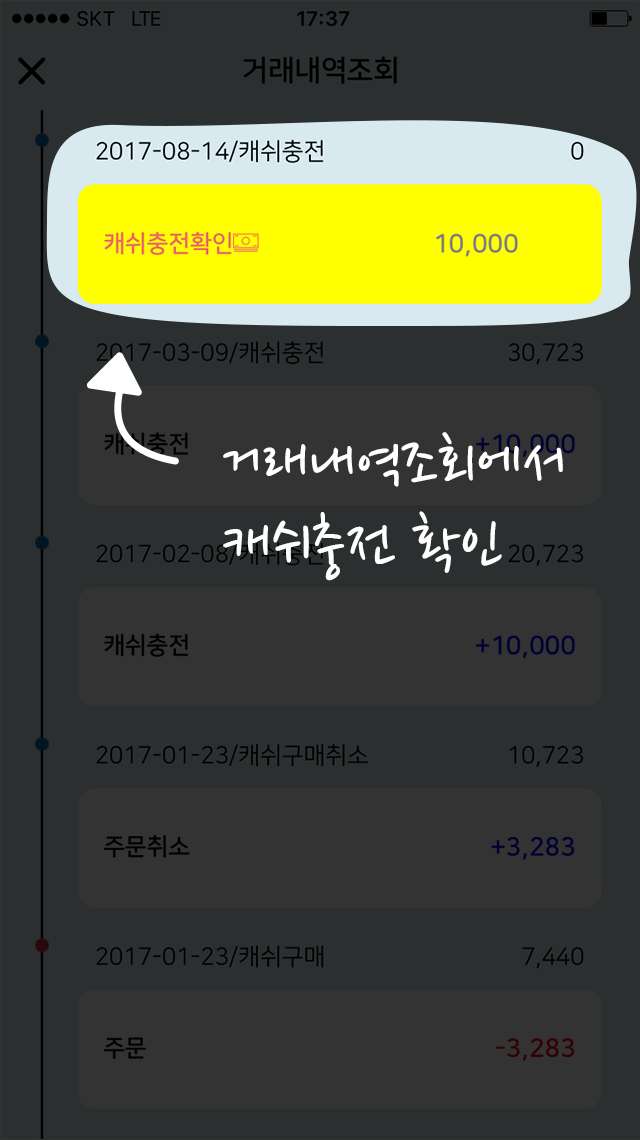 SKT LTE 17:37
거래내역조회
2017-08-14/캐쉬충전 0
캐쉬충전확인 10,000
2017-03-09/캐쉬충전 30,723
캐쉬충전 +10,000
거래내역조회에서
캐쉬충전 확인
2017-02-08/캐쉬충전 20,723
캐쉬충전 +10,000
2017-01-23/캐쉬구매취소 10,723
주문취소 +3,283
2017-01-23/캐쉬구매 7,440
주문 -3,283